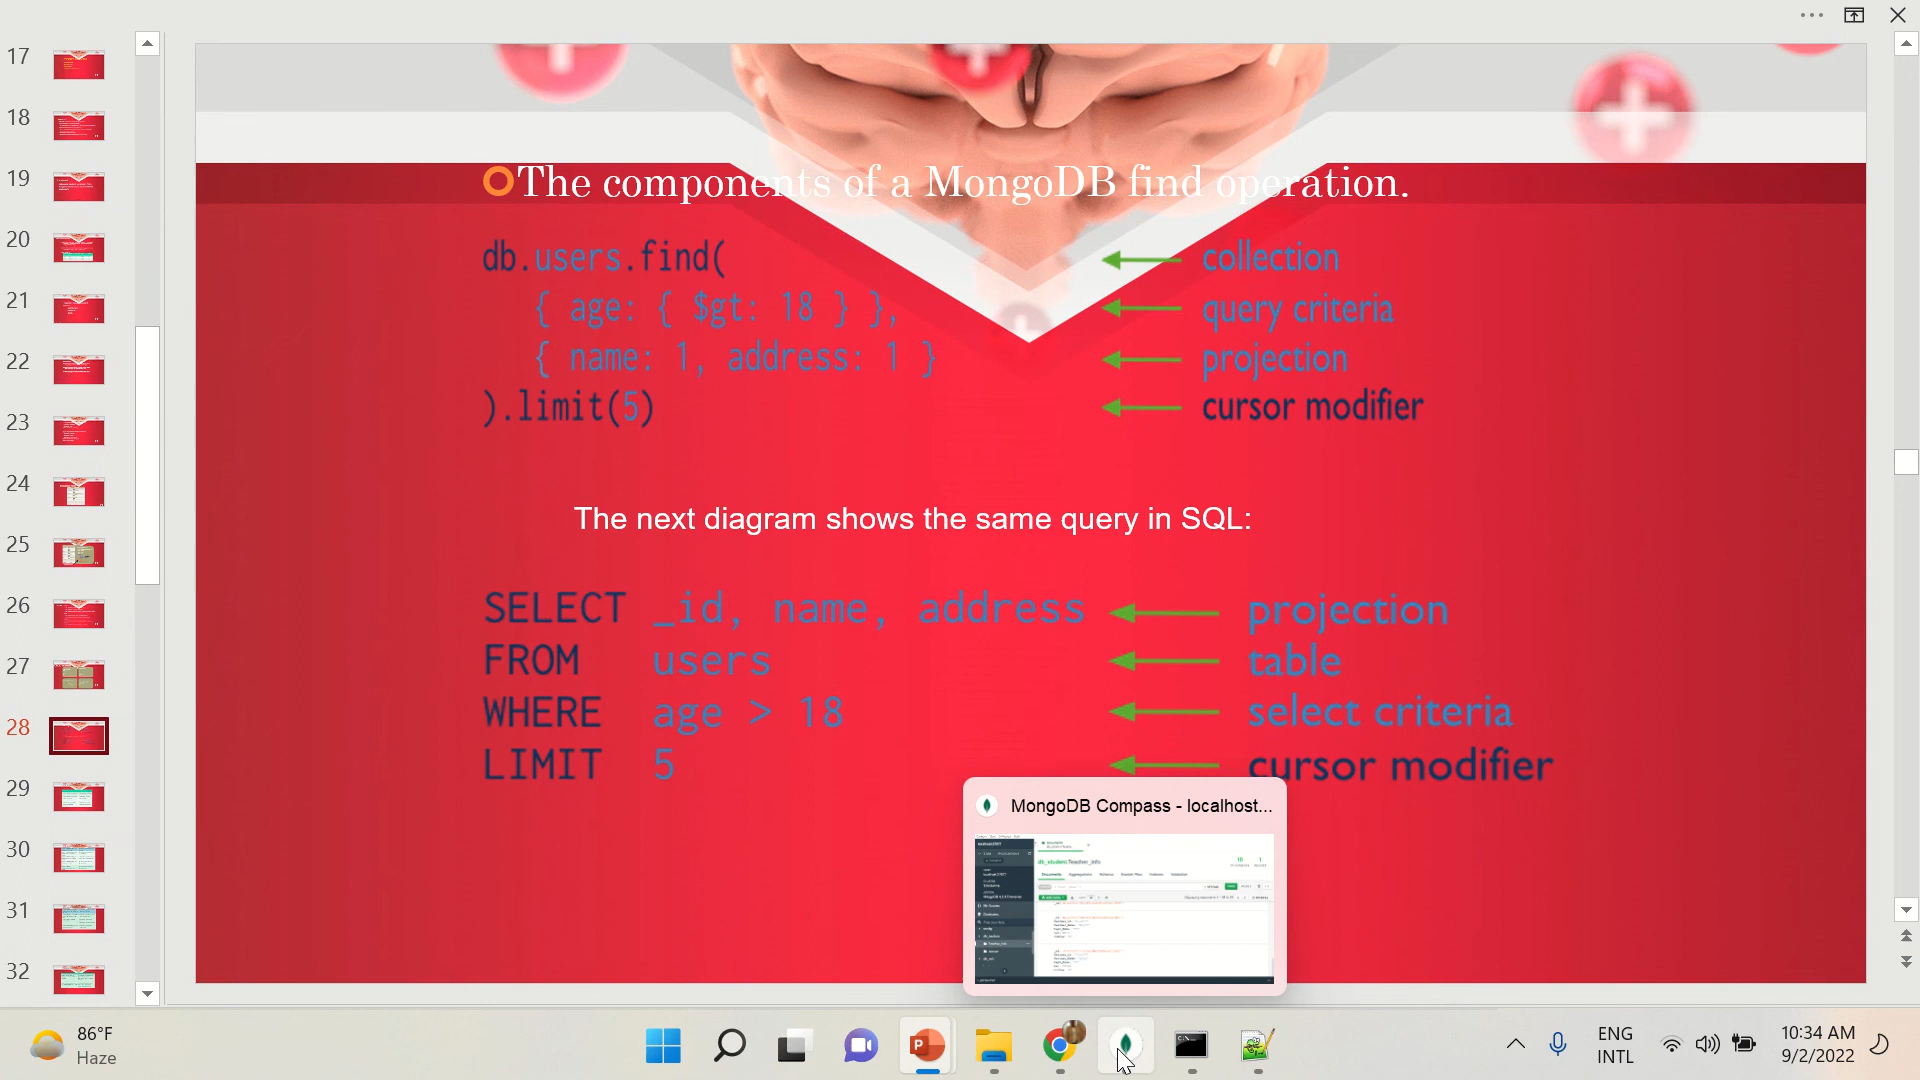 17
18
19
20
21
22
23
24
25
26
27
28
29
30
31
32
The components of a MongoDB find operation.
db.users.find( collection
{ age: { $gt: 18 } }, query criteria
{ name: 1, address: 1 } projection
).limit(5) cursor modifier
The next diagram shows the same query in SQL:
SELECT _id, name, address projection
FROM users table
WHERE age > 18 select criteria
LIMIT 5 cursor modifier
MongoDB Compass - localhost...
86°F
Haze
ENG
INTL
10:34 AM
9/2/2022